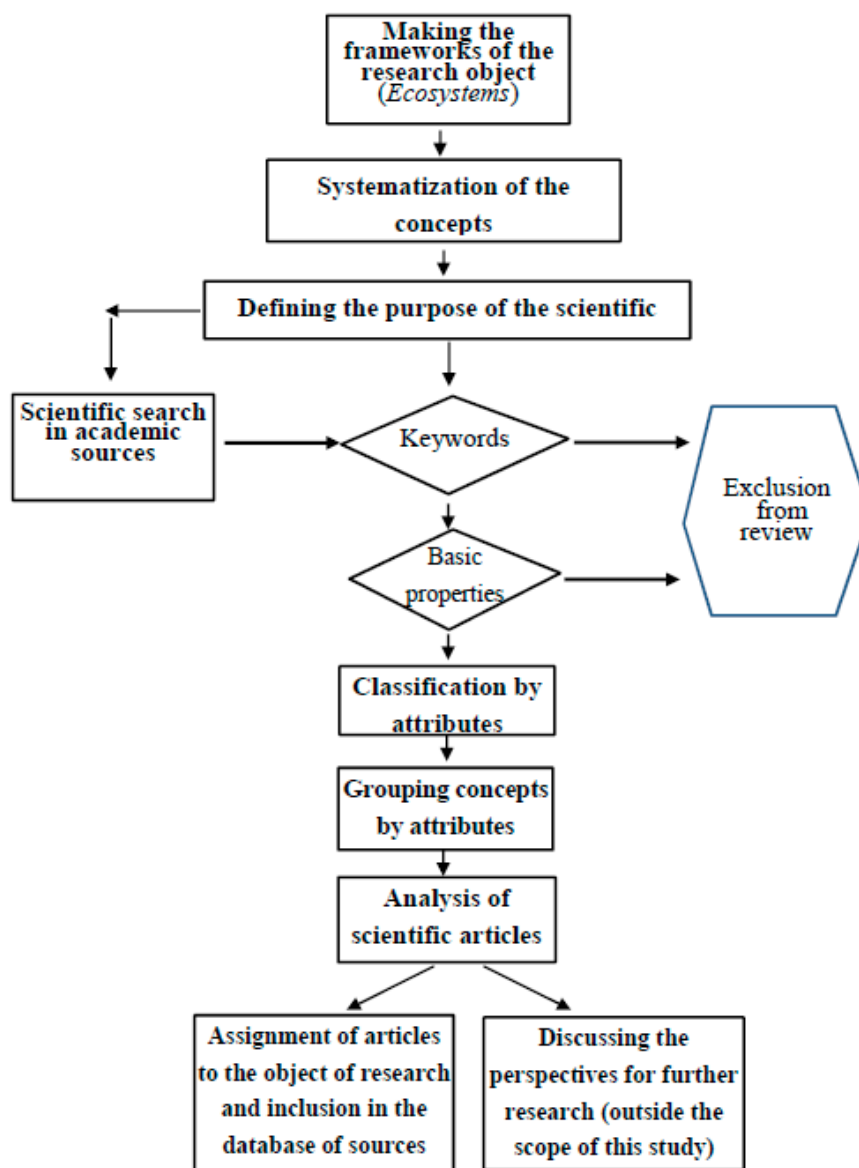 Making the
frameworks of the
research object
(Ecosystems)
Systematization of the
concepts
Defining the purpose of the scientific
Scientific search
in academic
sources
Keywords
Exclusion
from
review
Basic
properties
Classification by
attributes
Grouping concepts
by attributes
Analysis of
scientific articles
Assignment of articles
to the object of research
and inclusion in the
database of sources
Discussing the
perspectives for further
research (outside the
scope of this study)